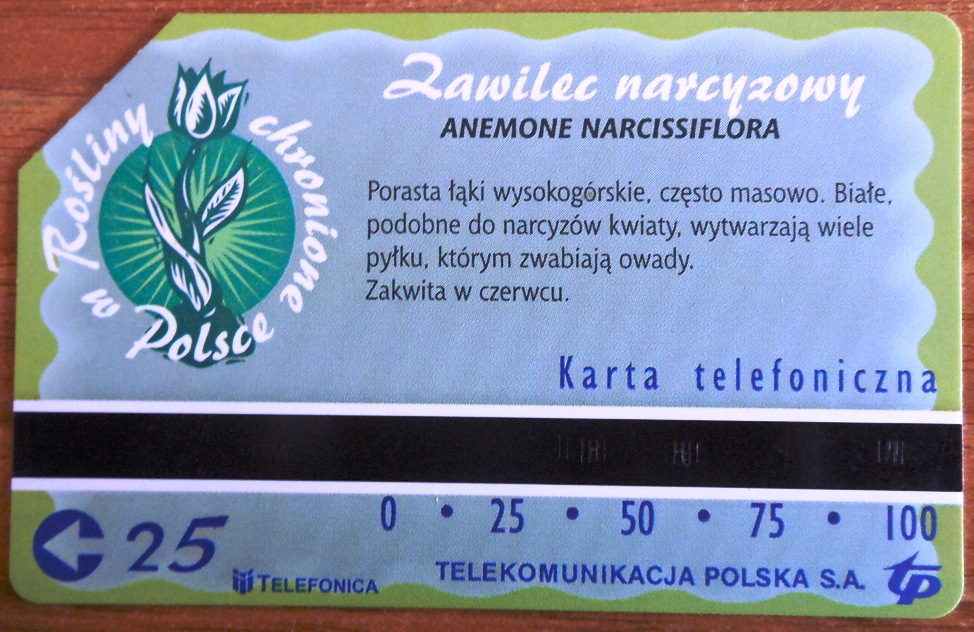 Rośliny chronione
w Polsce
Zawilec narcyzowy
ANEMONE NARCISSIFLORA
Porasta łąki wysokogórskie, często masowo. Białe,
podobne do narcyzów kwiaty, wytwarzają wiele
pyłku, którym zwabiają owady.
Zakwita w czerwcu.
Karta telefoniczna
0 • 25 • 50 • 75 • 100
25
TELEFONICA
TELEKOMUNIKACJA POLSKA S.A.
tp